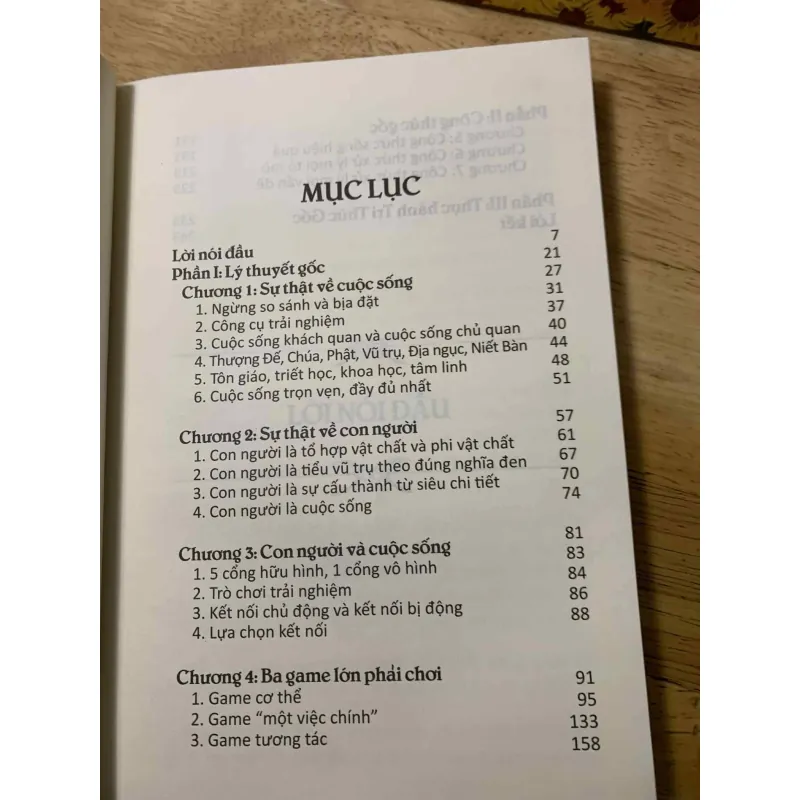 MỤC LỤC
Lời nói đầu 7
Phần I: Lý thuyết gốc 21
Chương 1: Sự thật về cuộc sống 27
1. Ngừng so sánh và bịa đặt 31
2. Công cụ trải nghiệm 37
3. Cuộc sống khách quan và cuộc sống chủ quan 40
4. Thượng Đế, Chúa, Phật, Vũ trụ, Địa ngục, Niết Bàn 44
5. Tôn giáo, triết học, khoa học, tâm linh 48
6. Cuộc sống trọn vẹn, đầy đủ nhất 51
Chương 2: Sự thật về con người 57
1. Con người là tổ hợp vật chất và phi vật chất 61
2. Con người là tiểu vũ trụ theo đúng nghĩa đen 67
3. Con người là sự cấu thành từ siêu chi tiết 70
4. Con người là cuộc sống 74
Chương 3: Con người và cuộc sống 81
1. 5 cổng hữu hình, 1 cổng vô hình 83
2. Trò chơi trải nghiệm 84
3. Kết nối chủ động và kết nối bị động 86
4. Lựa chọn kết nối 88
Chương 4: Ba game lớn phải chơi 91
1. Game cơ thể 95
2. Game “một việc chính” 133
3. Game tương tác 158